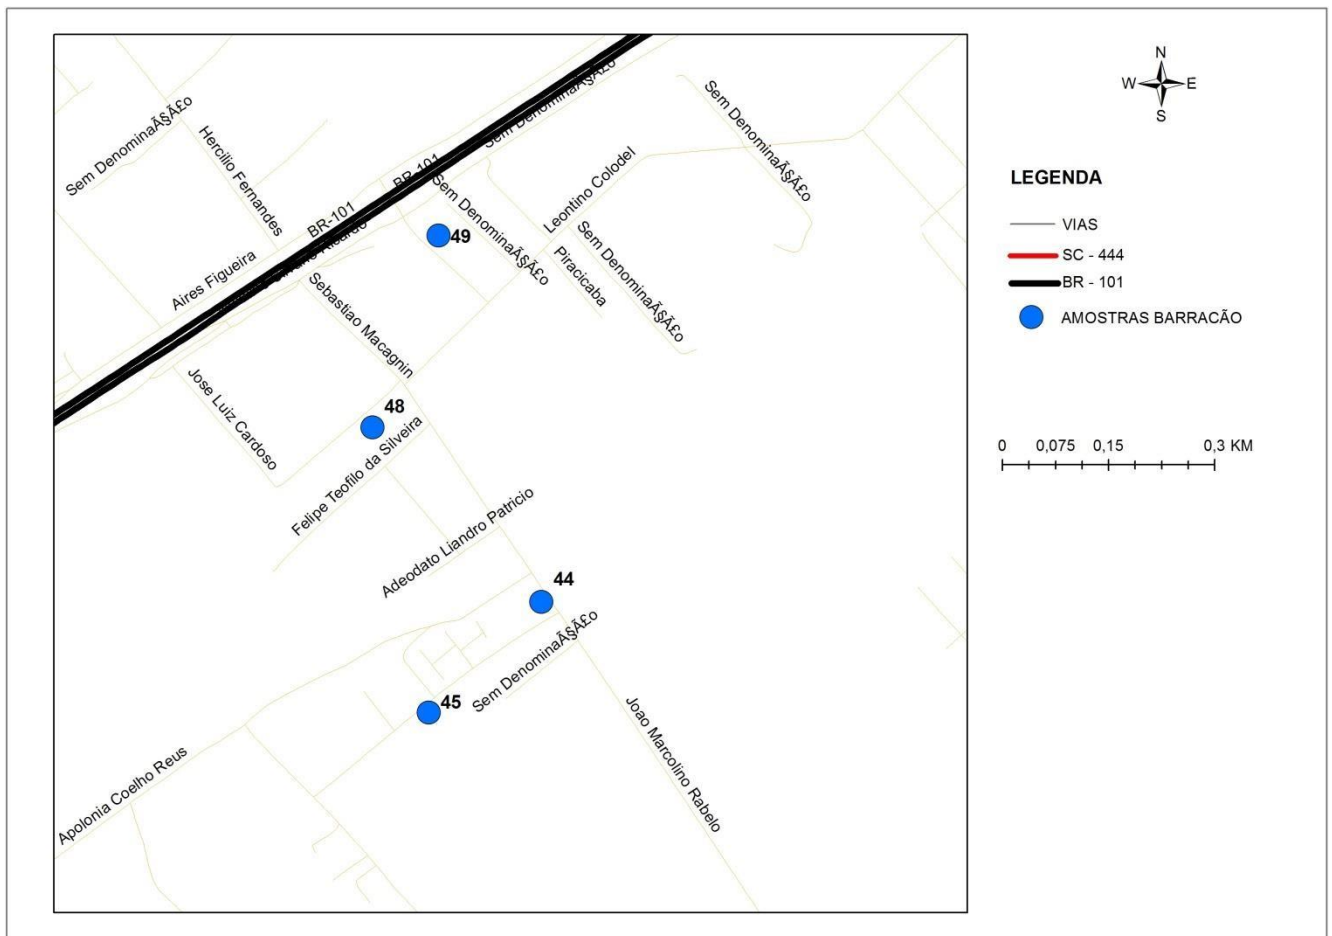 Sem DenominaÃ§Ã£o
Hercilio Fernandes
BR-101
BR-101
Sem DenominaÃ§Ã£o
Sem DenominaÃ§Ã£o
Sem DenominaÃ§Ã£o
Leontino Colodel
Sem DenominaÃ§Ã£o
Piracicaba
Aires Figueira
49
Sebastiao Macagnin
Jose Luiz Cardoso
48
Felipe Teofilo da Silveira
Adeodato Liandro Patricio
44
Sem DenominaÃ§Ã£o
45
Joao Marcolino Rabelo
Apolonia Coelho Reus
N
W E
S
LEGENDA
VIAS
SC - 444
BR - 101
AMOSTRAS BARRACÃO
0 0,075 0,15 0,3 KM